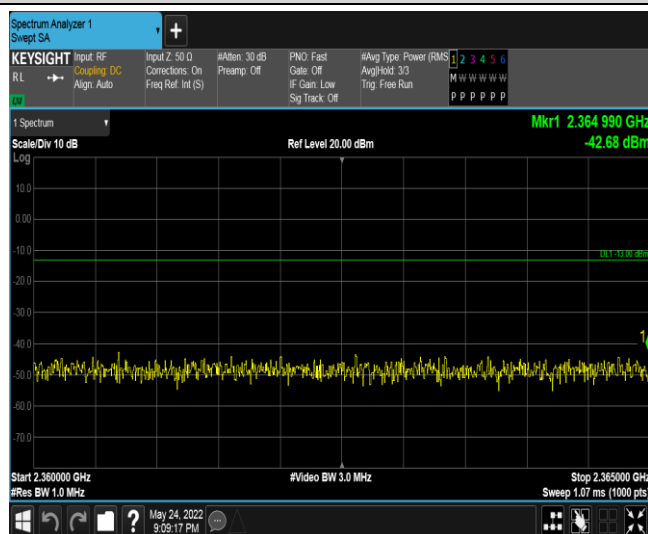 Spectrum Analyzer 1
Swept SA
+
KEYSIGHT
RL
LXI
Input: RF
Coupling: DC
Align: Auto
Input Z: 50 Ω
Corrections: On
Freq Ref: Int (S)
#Atten: 30 dB
Preamp: Off
PNO: Fast
Gate: Off
IF Gain: Low
Sig Track: Off
#Avg Type: Power (RMS
Avg|Hold: 3/3
Trig: Free Run
1 2 3 4 5 6
M W W W W W
P P P P P P
1 Spectrum
Scale/Div 10 dB
Ref Level 20.00 dBm
Mkr1 2.364 990 GHz
-42.68 dBm
Log
10.0
0.00
-10.0
DL1 -13.00 dBm
-20.0
-30.0
-40.0
1
-50.0
-60.0
-70.0
Start 2.360000 GHz
#Video BW 3.0 MHz
Stop 2.365000 GHz
#Res BW 1.0 MHz
Sweep 1.07 ms (1000 pts)
?
May 24, 2022
9:09:17 PM